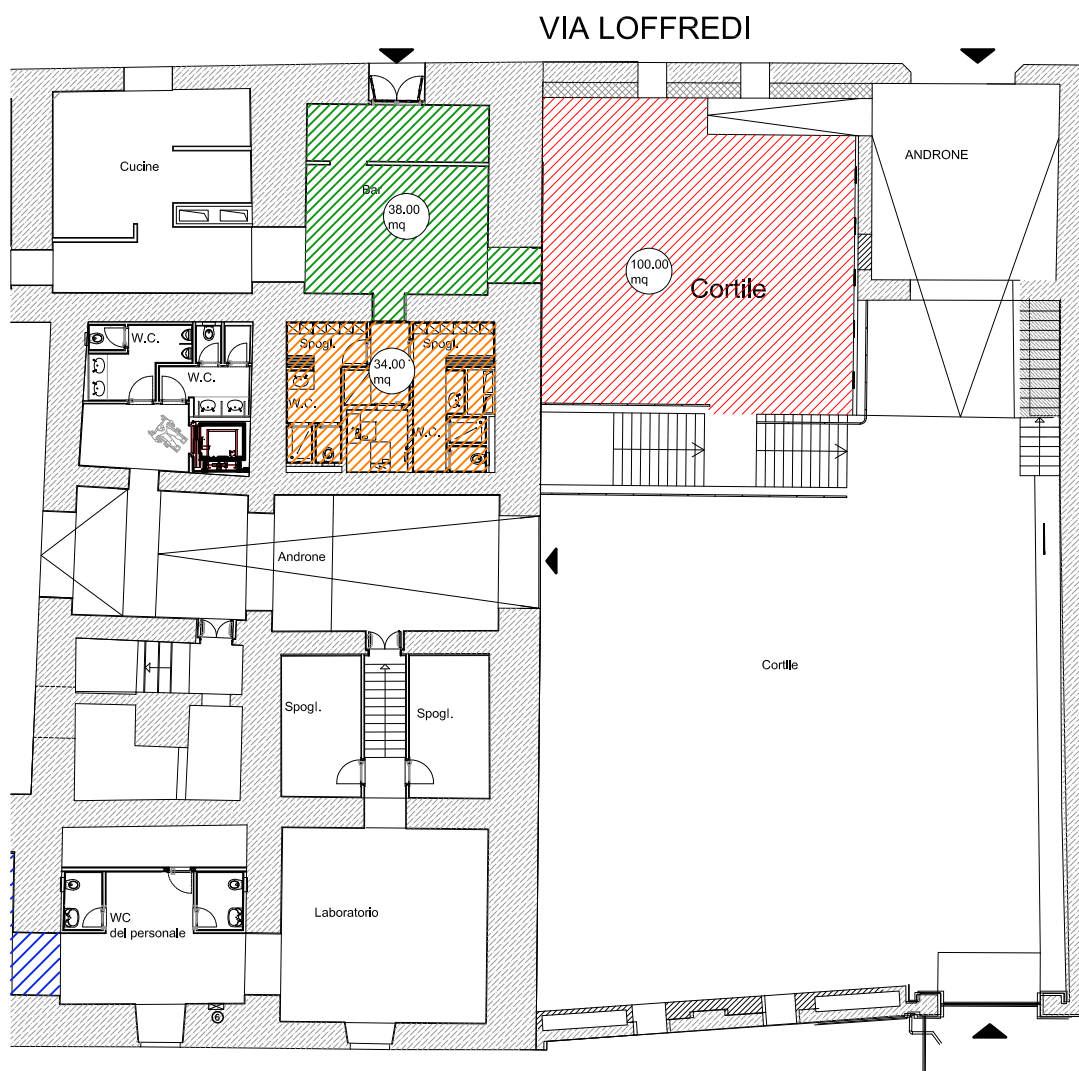 VIA LOFFREDI
Cucine
ANDRONE
Bar
38.00
mq
100.00
mq
Cortile
W.C.
Spogl.
Spogl.
34.00
mq
W.C.
W.C.
W.C.
Androne
Cortile
Spogl.
Spogl.
Laboratorio
WC
del personale
6